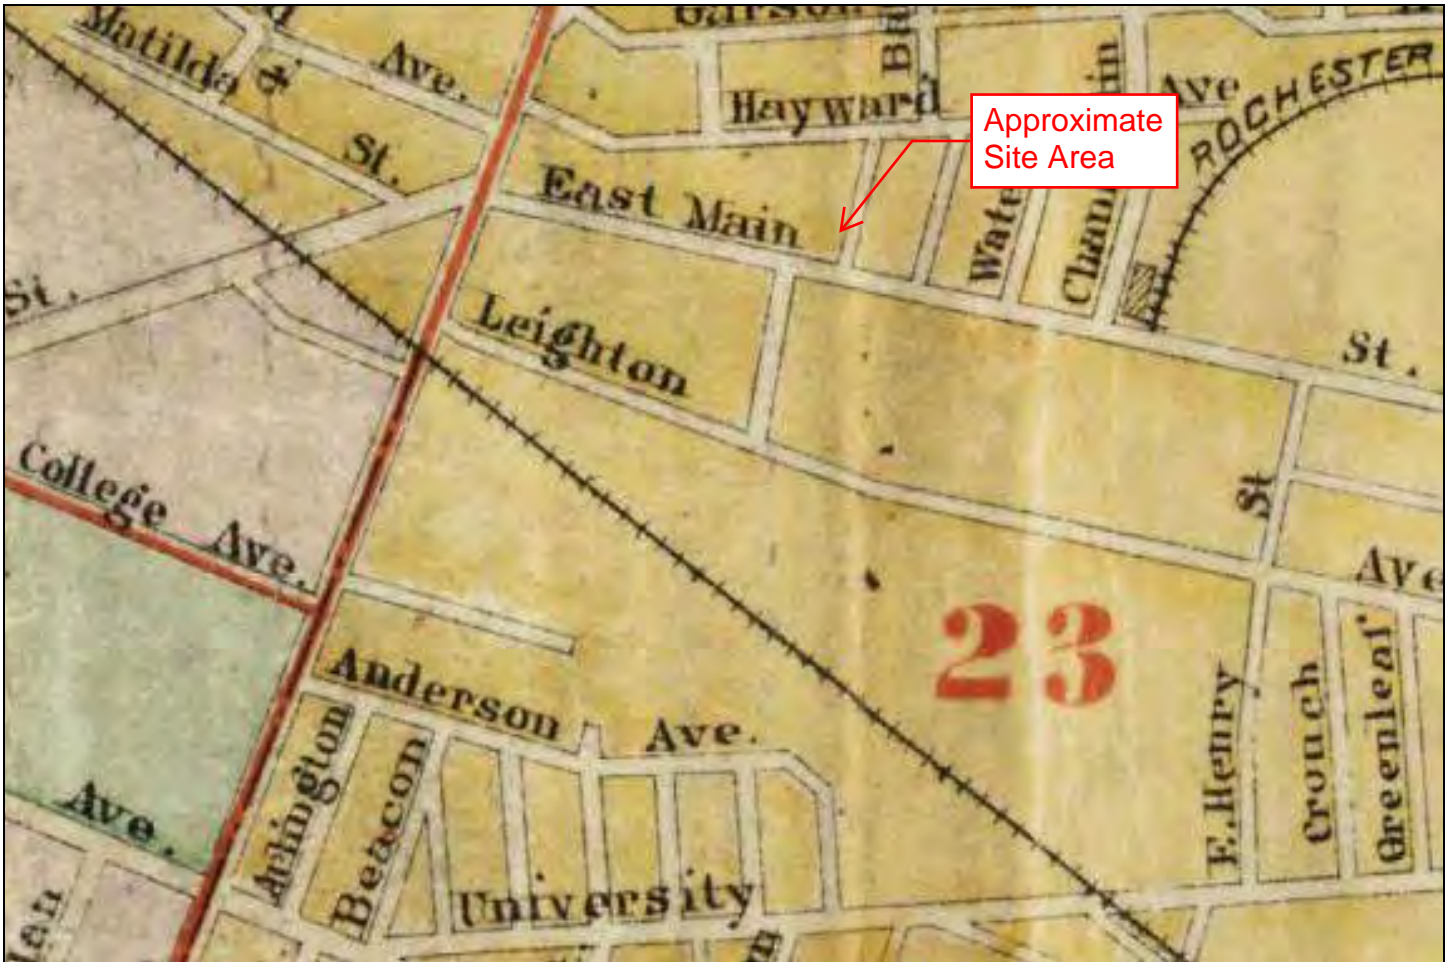 Matilda
St.
Ave.
Hayward
Ave
ROCHESTER
Approximate
Site Area
East Main
St.
Leighton
Ave
St.
College Ave.
St
23
Anderson Ave.
Beacon
University
Ave.
F. Henry
Crouch
Greenleaf